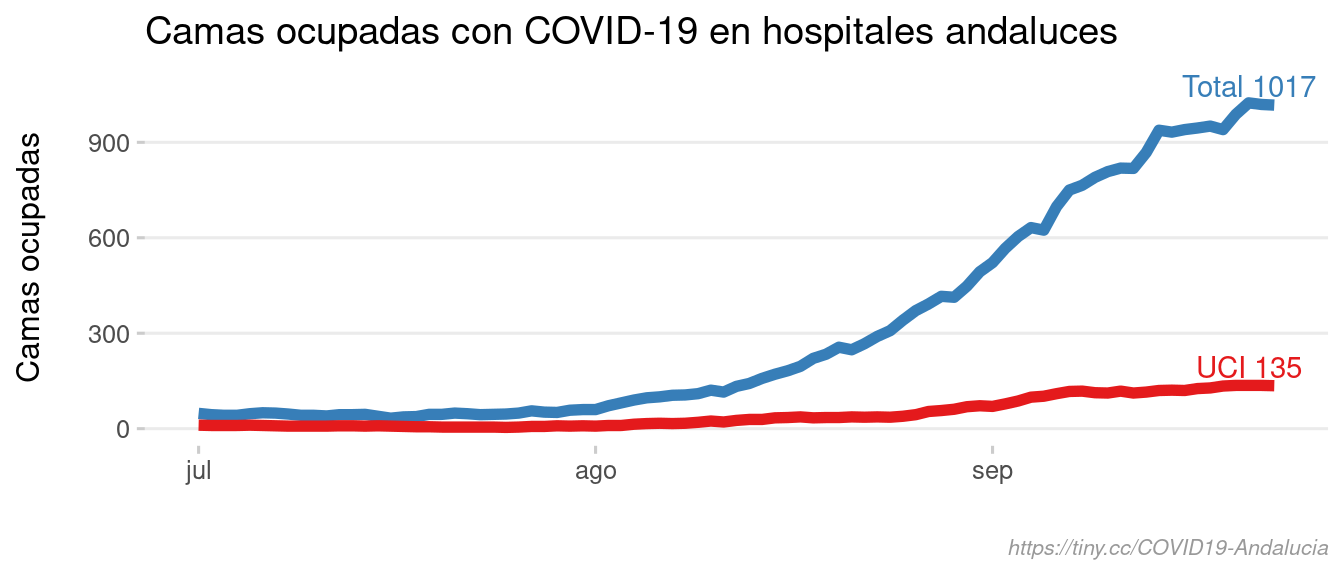 Camas ocupadas con COVID-19 en hospitales andaluces
Total 1017
Camas ocupadas
900
600
300
0
UCI 135
jul
ago
sep
https://tiny.cc/COVID19-Andalucia